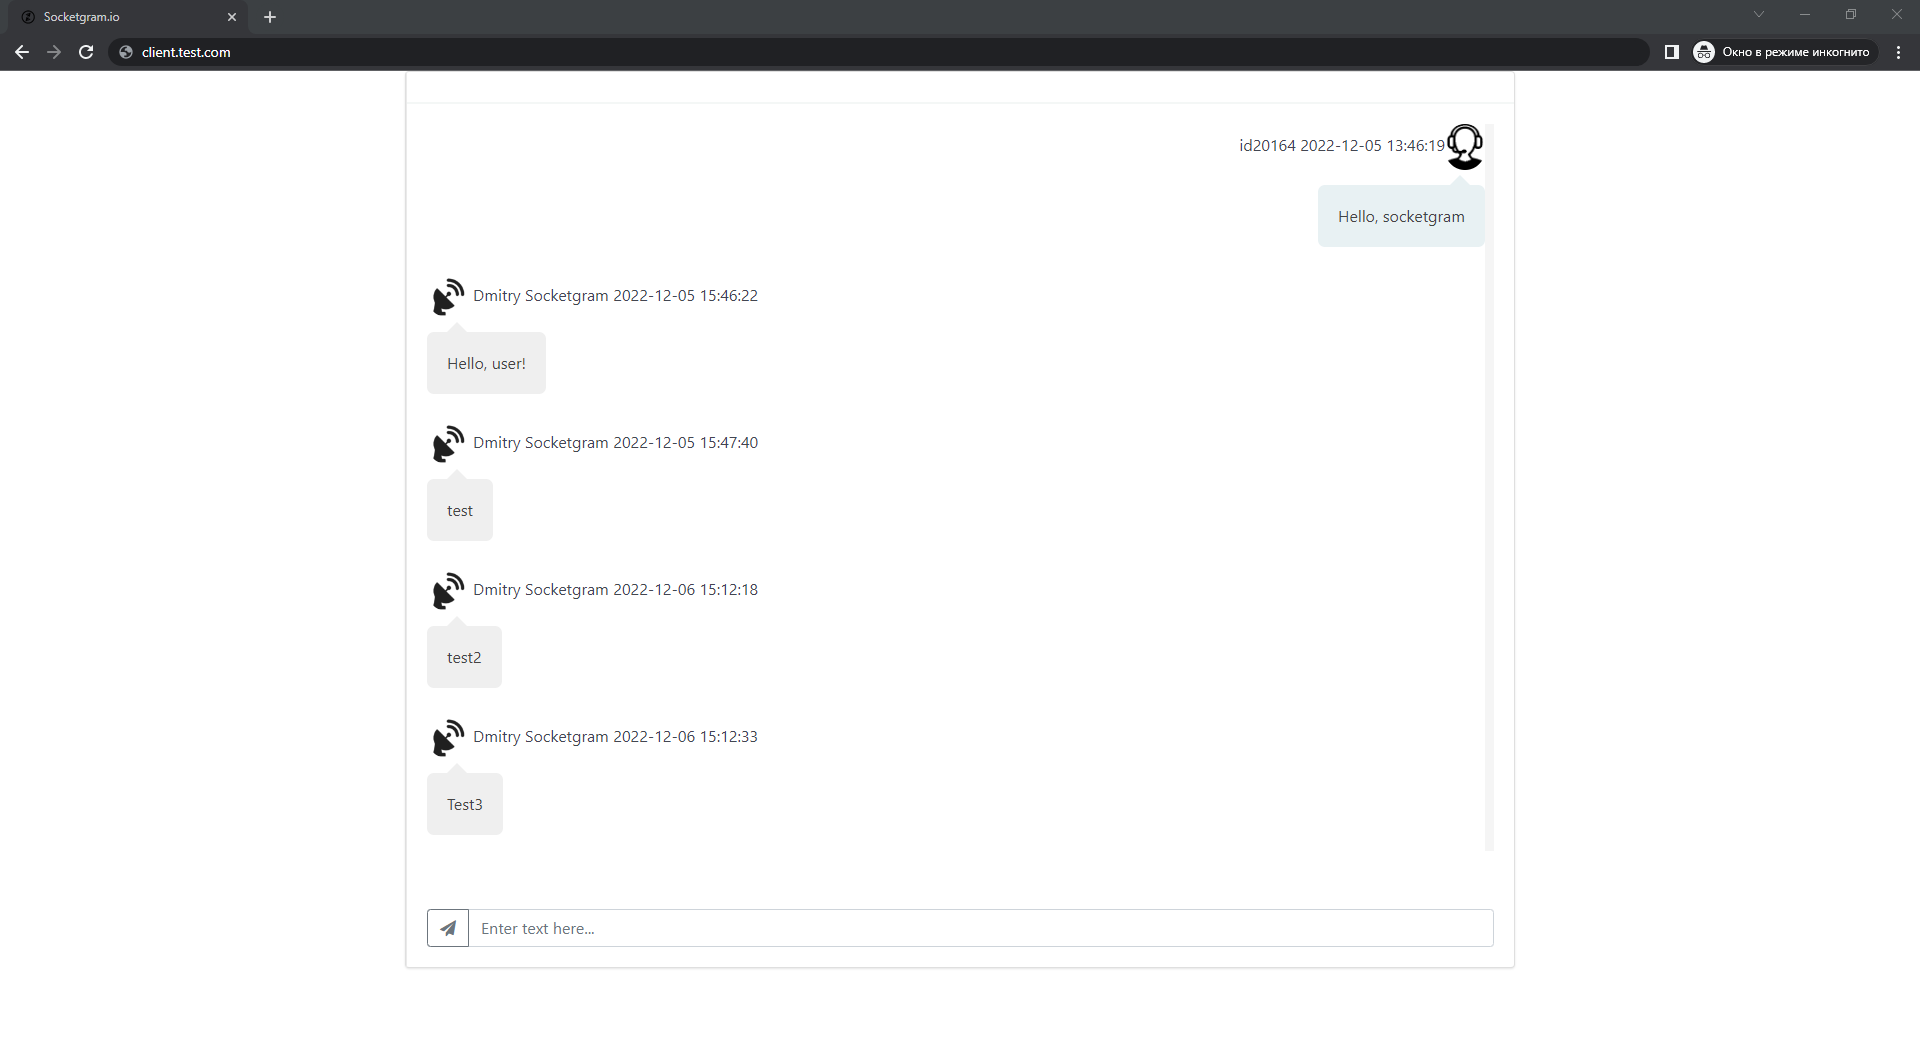 Socketgram.io
client.test.com
Окно в режиме инкогнито
id20164 2022-12-05 13:46:19
Hello, socketgram
Dmitry Socketgram 2022-12-05 15:46:22
Hello, user!
Dmitry Socketgram 2022-12-05 15:47:40
test
Dmitry Socketgram 2022-12-06 15:12:18
test2
Dmitry Socketgram 2022-12-06 15:12:33
Test3
Enter text here...